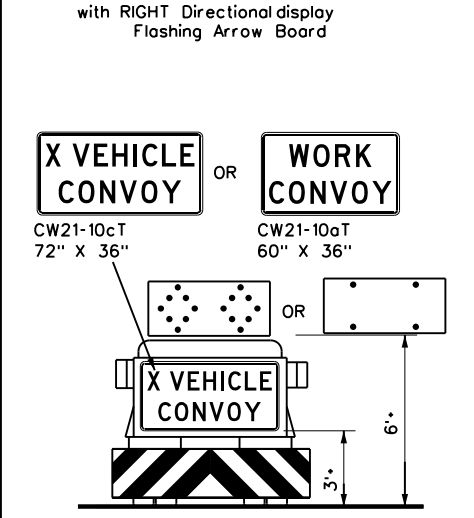 with RIGHT Directional display
Flashing Arrow Board
X VEHICLE
CONVOY
OR
WORK
CONVOY
CW21-10cT
72" X 36"
CW21-10aT
60" X 36"
OR
X VEHICLE
CONVOY
3'±
6'±